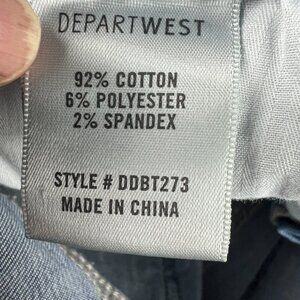 DEPARTWEST
92% COTTON
6% POLYESTER
2% SPANDEX
STYLE # DDBT273
MADE IN CHINA